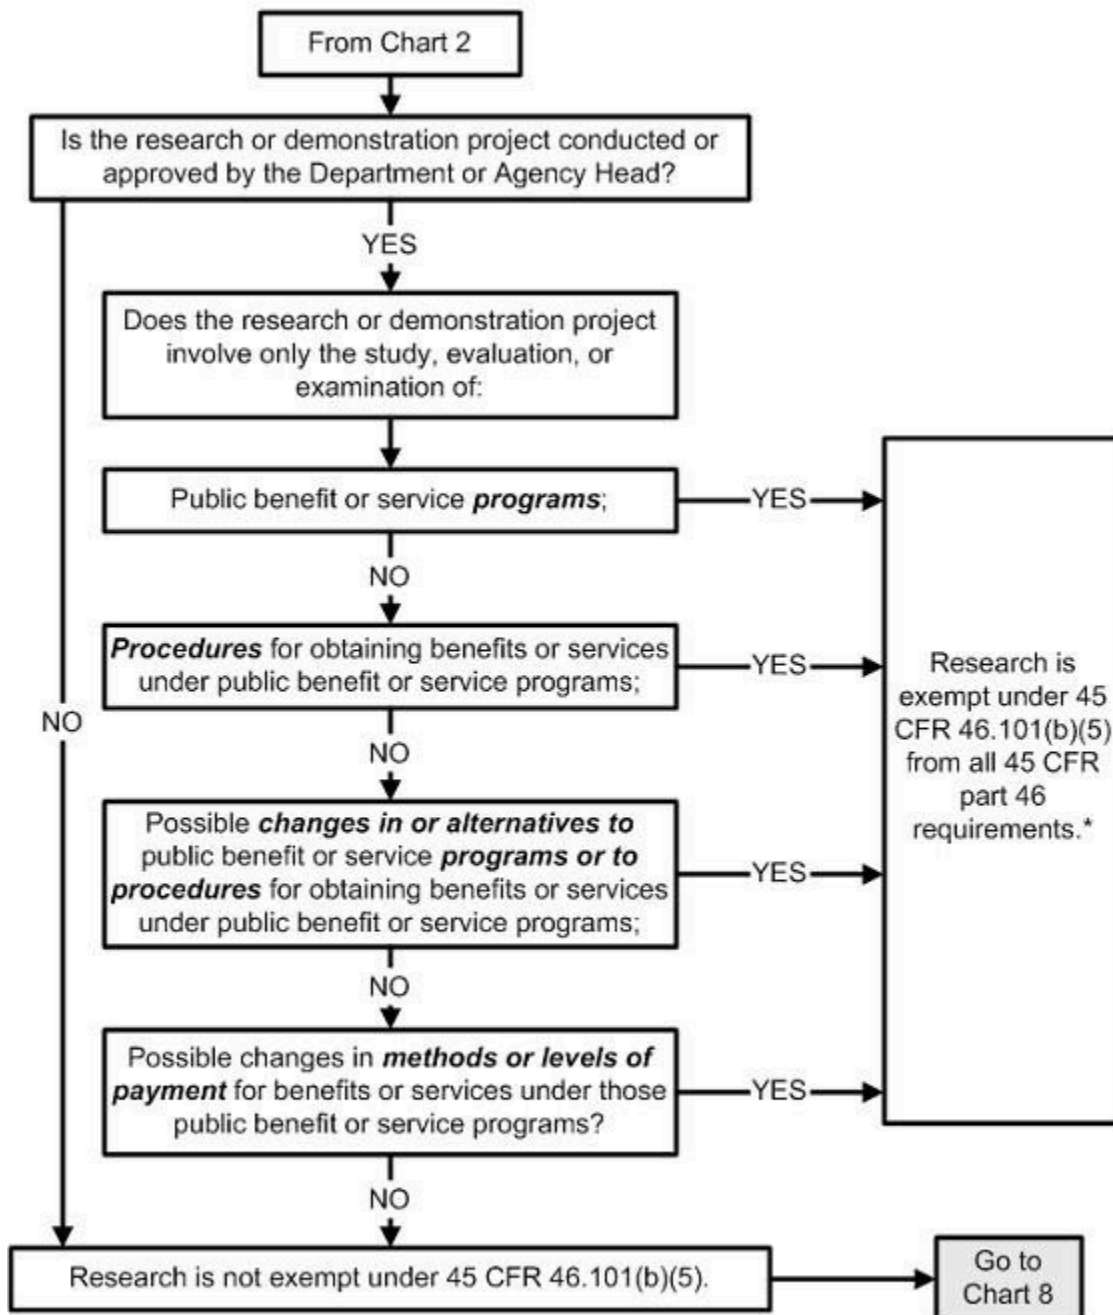 From Chart 2
Is the research or demonstration project conducted or
approved by the Department or Agency Head?
YES
Does the research or demonstration project
involve only the study, evaluation, or
examination of:
Public benefit or service programs;
YES
NO
Procedures for obtaining benefits or services
under public benefit or service programs;
YES
NO
NO
Possible changes in or alternatives to
public benefit or service programs or to
procedures for obtaining benefits or services
under public benefit or service programs;
YES
NO
Possible changes in methods or levels of
payment for benefits or services under those
public benefit or service programs?
YES
NO
Research is
exempt under 45
CFR 46.101(b)(5)
from all 45 CFR
part 46
requirements.*
Research is not exempt under 45 CFR 46.101(b)(5).
Go to
Chart 8